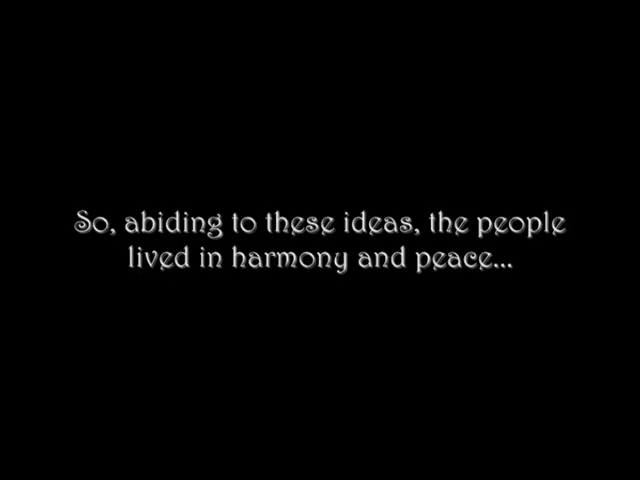 So, abiding to these ideas, the people
lived in harmony and peace...